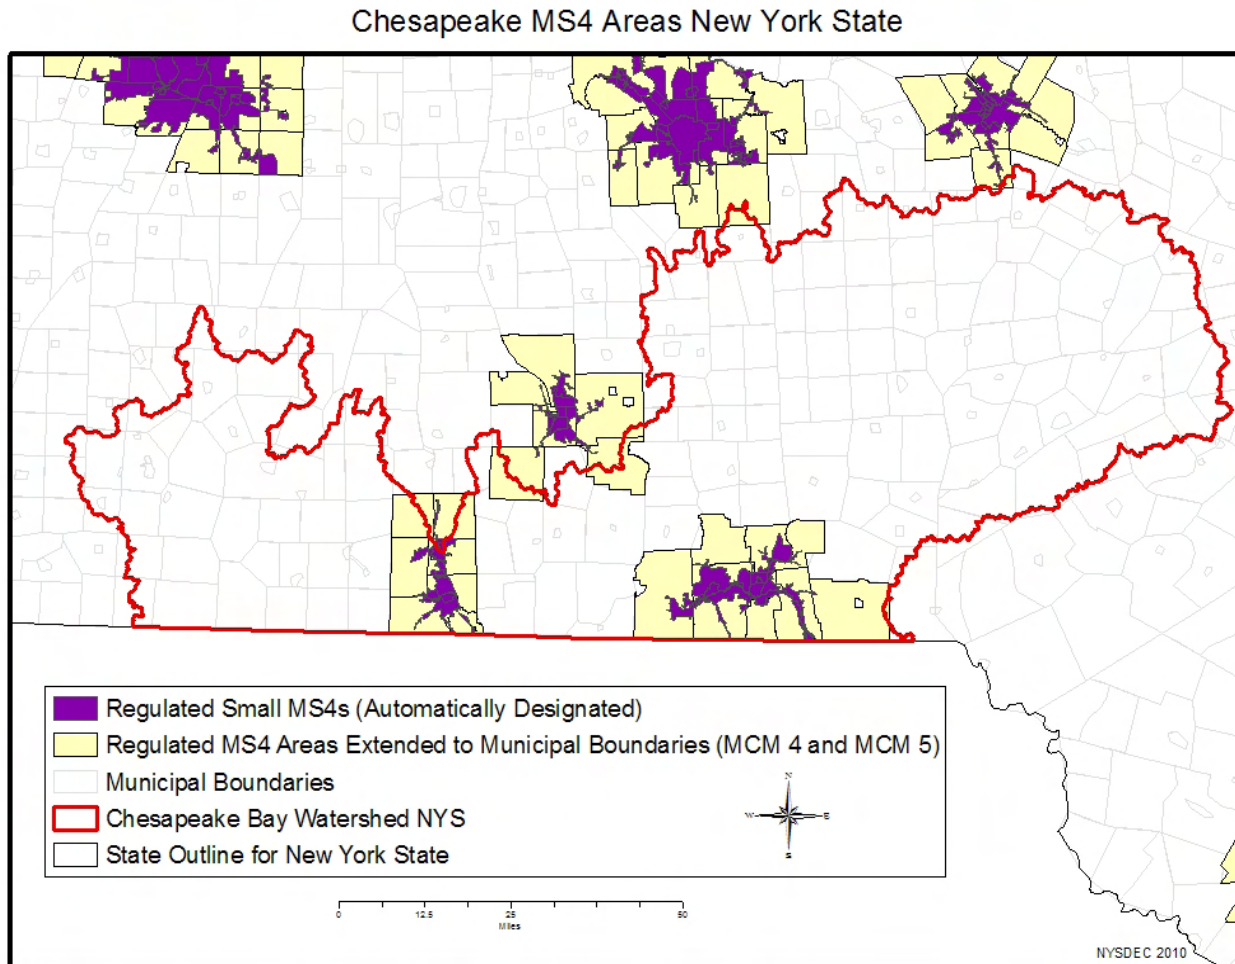 Chesapeake MS4 Areas New York State
Regulated Small MS4s (Automatically Designated)
Regulated MS4 Areas Extended to Municipal Boundaries (MCM 4 and MCM 5)
Municipal Boundaries
Chesapeake Bay Watershed NYS
State Outline for New York State
N
W
E
S
0 12.5 25 50
Miles
NYSDEC 2010